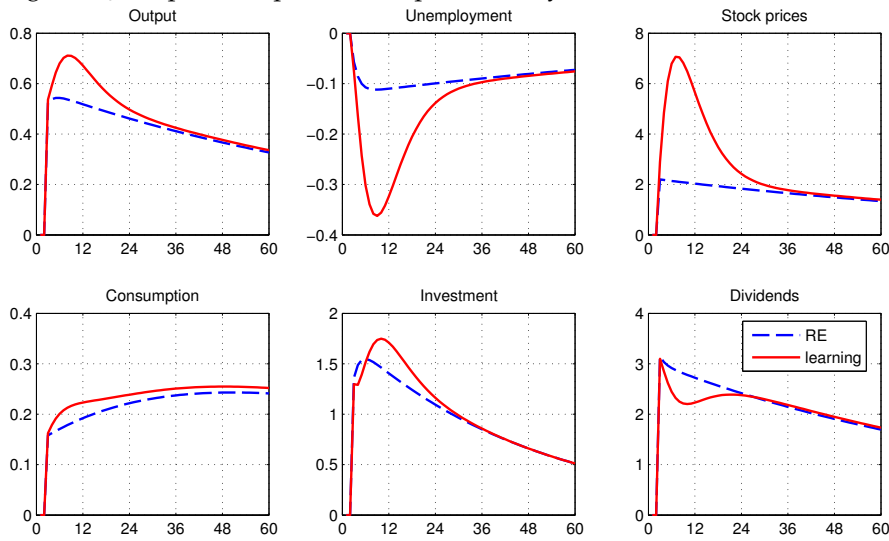 Output
Unemployment
Stock prices
0.8
0.6
0.4
0.2
0
0 12 24 36 48 60
0
−0.1
−0.2
−0.3
−0.4
0 12 24 36 48 60
8
6
4
2
0
0 12 24 36 48 60
Consumption
Investment
Dividends
0.4
0.3
0.2
0.1
0
0 12 24 36 48 60
2
1.5
1
0.5
0
0 12 24 36 48 60
4
3
2
1
0
0 12 24 36 48 60
RE
learning